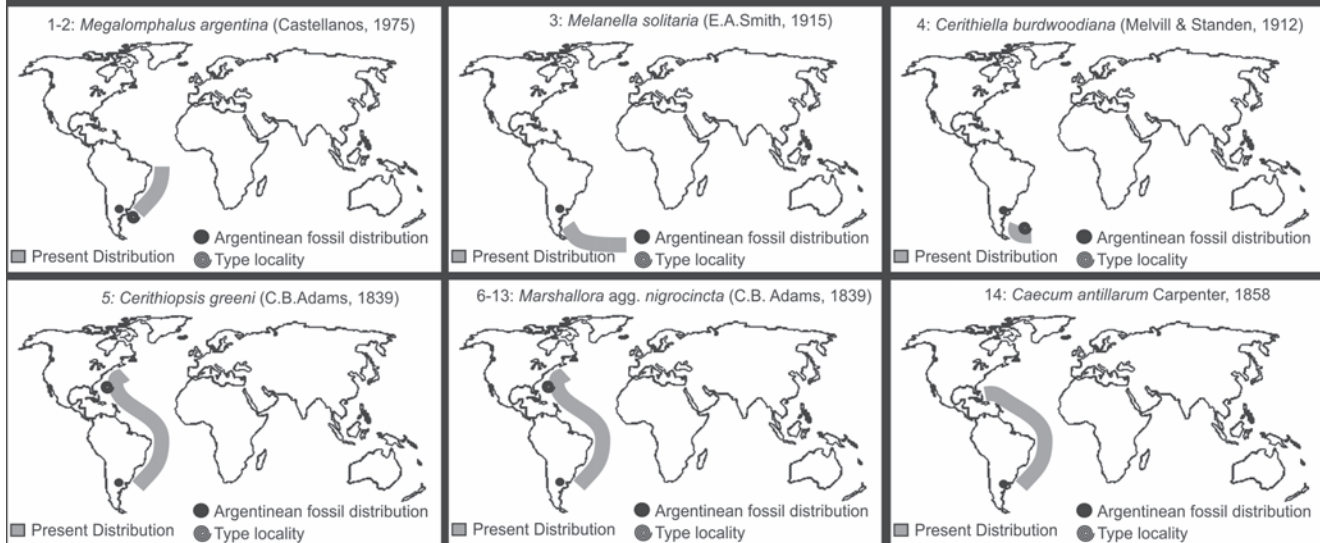 1-2: Megalomphalus argentina (Castellanos, 1975)
Argentinean fossil distribution
Present Distribution
Type locality
3: Melanella solitaria (E.A.Smith, 1915)
Argentinean fossil distribution
Present Distribution
Type locality
4: Cerithiella burdwoodiana (Melvill & Standen, 1912)
Argentinean fossil distribution
Present Distribution
Type locality
5: Cerithiopsis greeni (C.B.Adams, 1839)
Argentinean fossil distribution
Present Distribution
Type locality
6-13: Marshallora agg. nigrocincta (C.B. Adams, 1839)
Argentinean fossil distribution
Present Distribution
Type locality
14: Caecum antillarum Carpenter, 1858
Argentinean fossil distribution
Present Distribution
Type locality